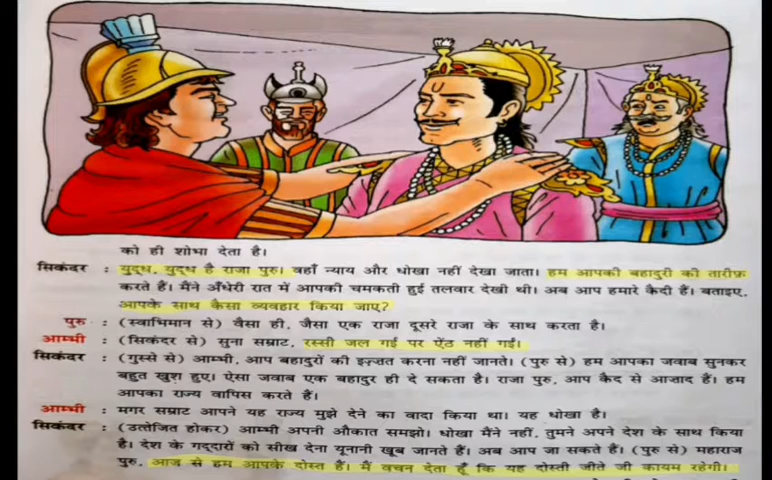 को ही शोभा देता है।
सिकंदर : युद्ध, युद्ध है राजा पुरु। वहाँ न्याय और धोखा नहीं देखा जाता। हम आपकी बहादुरी की तारीफ़
करते हैं। मैंने अँधेरी रात में आपकी चमकती हुई तलवार देखी थी। अब आप हमारे कैदी हैं। बताइए,
आपके साथ कैसा व्यवहार किया जाए?
पुरु : (स्वाभिमान से) वैसा ही, जैसा एक राजा दूसरे राजा के साथ करता है।
आम्भी : (सिकंदर से) सुना सम्राट, रस्सी जल गई पर ऐंठ नहीं गई।
सिकंदर : (गुस्से से) आम्भी, आप बहादुरों की इज़्ज़त करना नहीं जानते। (पुरु से) हम आपका जवाब सुनकर
बहुत खुश हुए। ऐसा जवाब एक बहादुर ही दे सकता है। राजा पुरु, आप कैद से आज़ाद हैं। हम
आपका राज्य वापिस करते हैं।
आम्भी : मगर सम्राट आपने यह राज्य मुझे देने का वादा किया था। यह धोखा है।
सिकंदर : (उत्तेजित होकर) आम्भी अपनी औकात समझो। धोखा मैंने नहीं, तुमने अपने देश के साथ किया
है। देश के गद्दारों को सीख देना यूनानी खूब जानते हैं। अब आप जा सकते हैं। (पुरु से) महाराज
पुरु, आज से हम आपके दोस्त हैं। मैं वचन देता हूँ कि यह दोस्ती जीते जी कायम रहेगी।